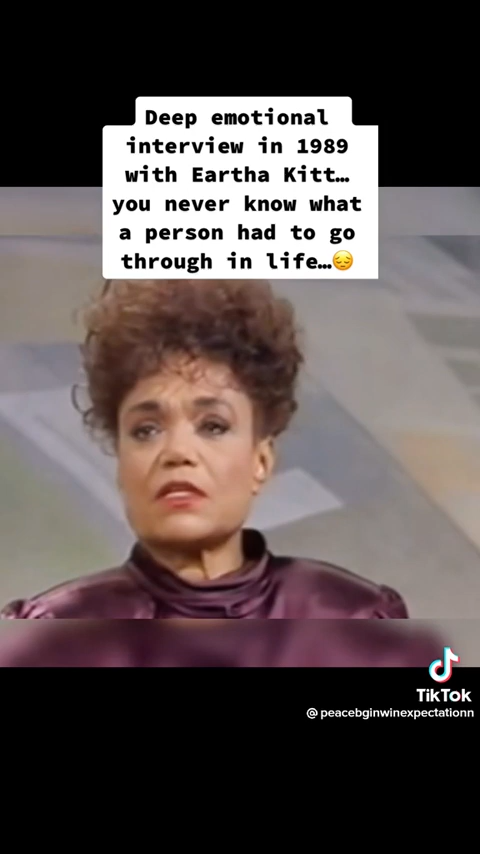 Deep emotional
interview in 1989
with Eartha Kitt…
you never know what
a person had to go
through in life…😔
TikTok
@ peacebginwinexpectationn